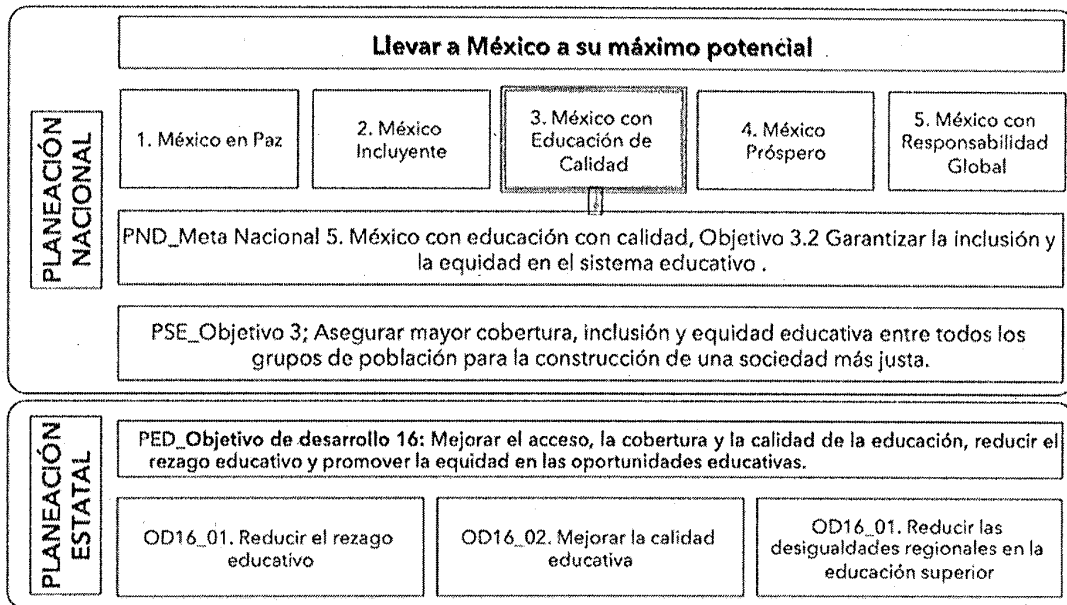 Llevar a México a su máximo potencial
PLANEACIÓN
NACIONAL
1. México en Paz
2. México
Incluyente
3. México con
Educación de
Calidad
4. México
Próspero
5. México con
Responsabilidad
Global
PND_Meta Nacional 5. México con educación con calidad, Objetivo 3.2 Garantizar la inclusión y
la equidad en el sistema educativo .
PSE_Objetivo 3; Asegurar mayor cobertura, inclusión y equidad educativa entre todos los
grupos de población para la construcción de una sociedad más justa.
PLANEACIÓN
ESTATAL
PED_Objetivo de desarrollo 16: Mejorar el acceso, la cobertura y la calidad de la educación, reducir el
rezago educativo y promover la equidad en las oportunidades educativas.
OD16_01. Reducir el rezago
educativo
OD16_02. Mejorar la calidad
educativa
OD16_01. Reducir las
desigualdades regionales en la
educación superior